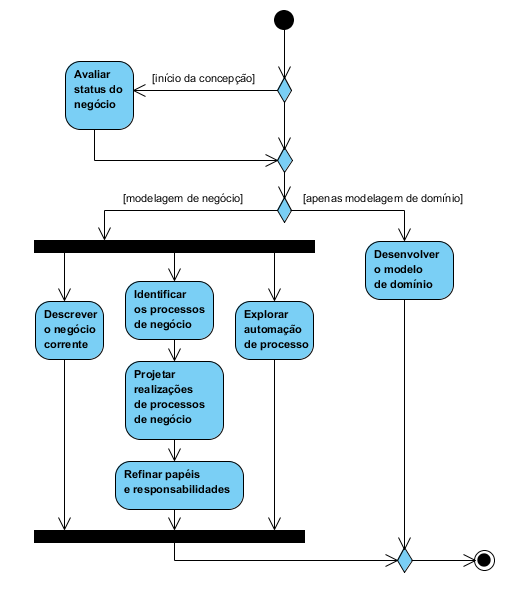 Avaliar
status do
negócio
[início da concepção]
[modelagem de negócio]
[apenas modelagem de domínio]
Desenvolver
o modelo
de domínio
Descrever
o negócio
corrente
Identificar
os processos
de negócio
Explorar
automação
de processo
Projetar
realizações
de processos
de negócio
Refinar papéis
e responsabilidades